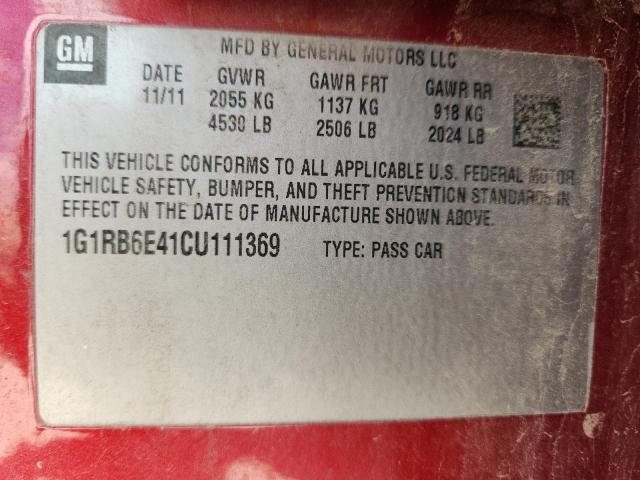 GM
MFD BY GENERAL MOTORS LLC
DATE GVWR GAWR FRT GAWR RR
11/11 2055 KG 1137 KG 918 KG
4530 LB 2506 LB 2024 LB
THIS VEHICLE CONFORMS TO ALL APPLICABLE U.S. FEDERAL MOTOR
VEHICLE SAFETY, BUMPER, AND THEFT PREVENTION STANDARDS IN
EFFECT ON THE DATE OF MANUFACTURE SHOWN ABOVE.
1G1RB6E41CU111369 TYPE: PASS CAR